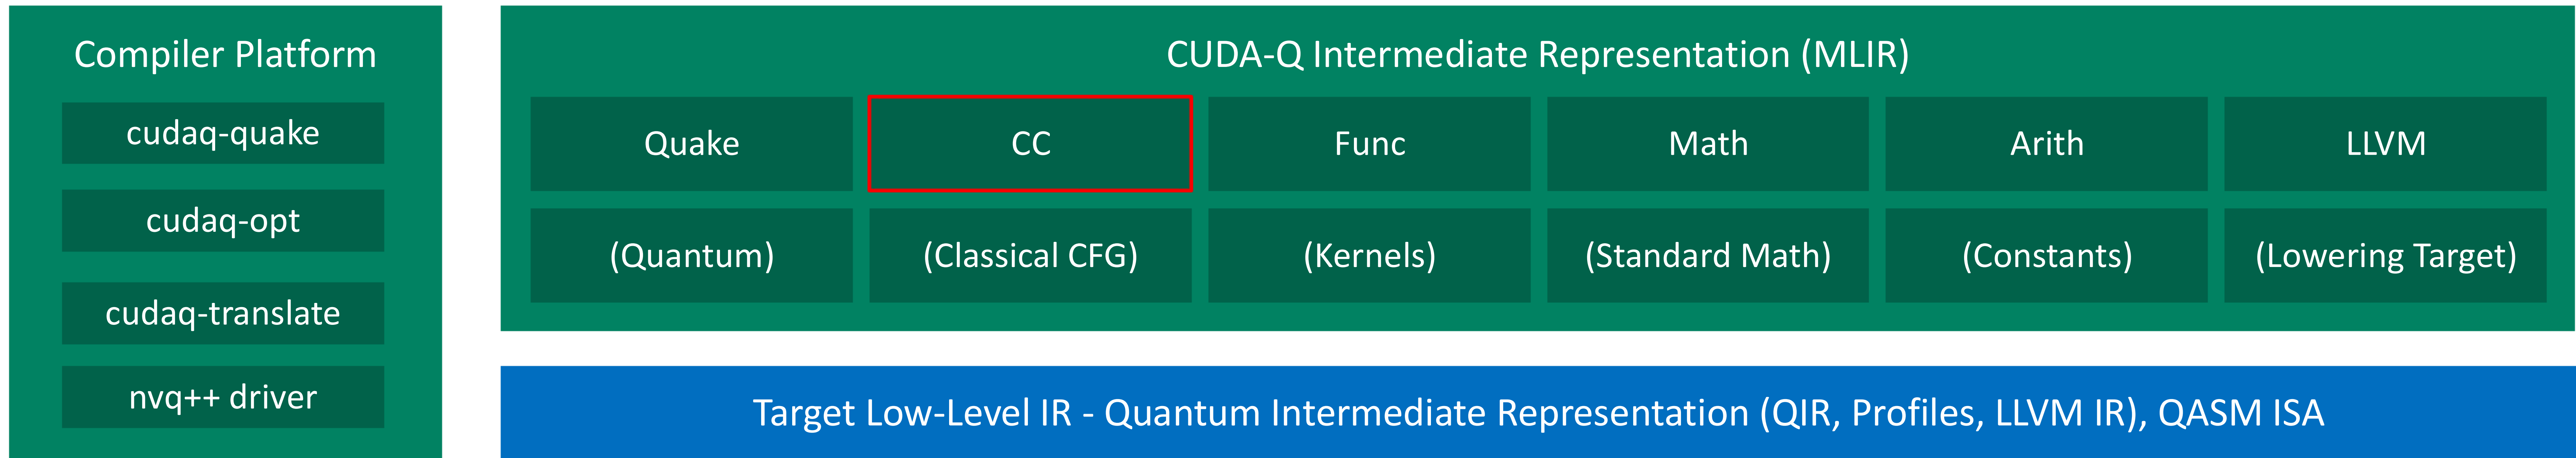 Compiler Platform
cudaq-quake
cudaq-opt
cudaq-translate
nvq++ driver
CUDA-Q Intermediate Representation (MLIR)
Quake
CC
Func
Math
Arith
LLVM
(Quantum)
(Classical CFG)
(Kernels)
(Standard Math)
(Constants)
(Lowering Target)
Target Low-Level IR - Quantum Intermediate Representation (QIR, Profiles, LLVM IR), QASM ISA